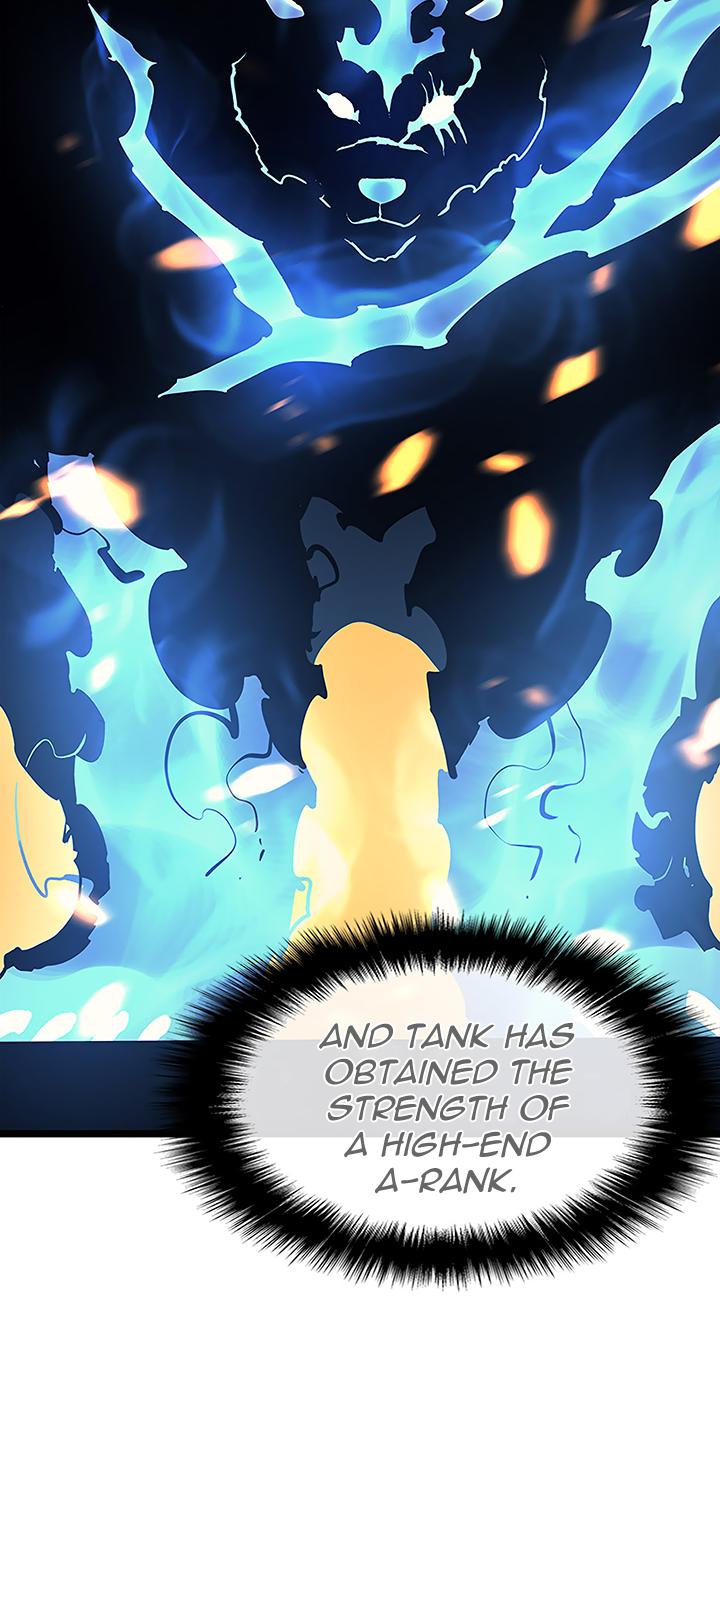 AND TANK HAS
OBTAINED THE
STRENGTH OF
A HIGH-END
A-RANK.